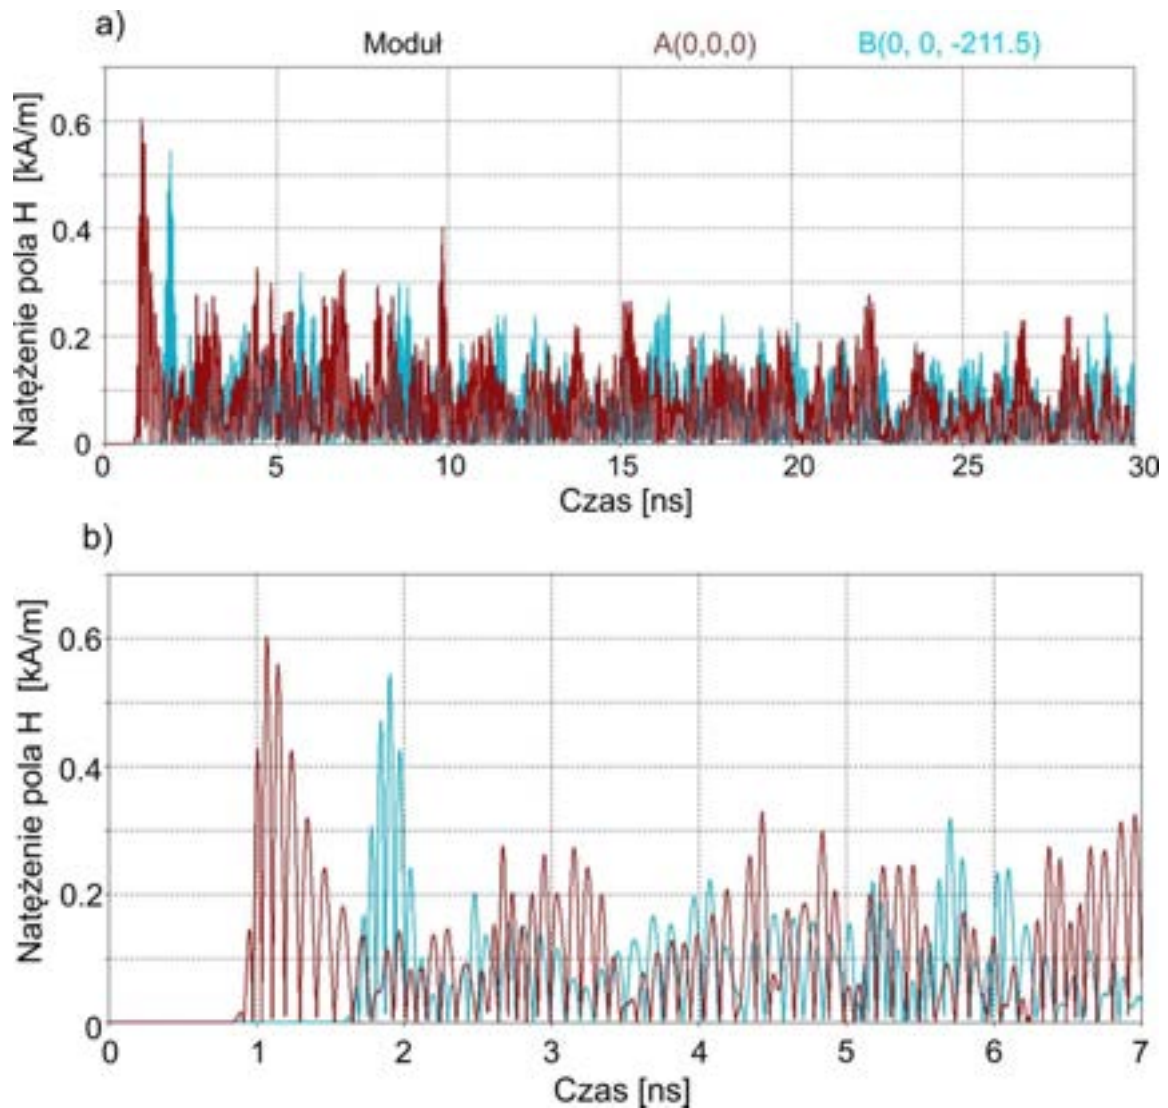 a)
Moduł A(0,0,0) B(0, 0, -211.5)
Natężenie pola H [kA/m]
0.6
0.4
0.2
0
0 5 10 15 20 25 30
Czas [ns]
b)
Natężenie pola H [kA/m]
0.6
0.4
0.2
0
0 1 2 3 4 5 6 7
Czas [ns]